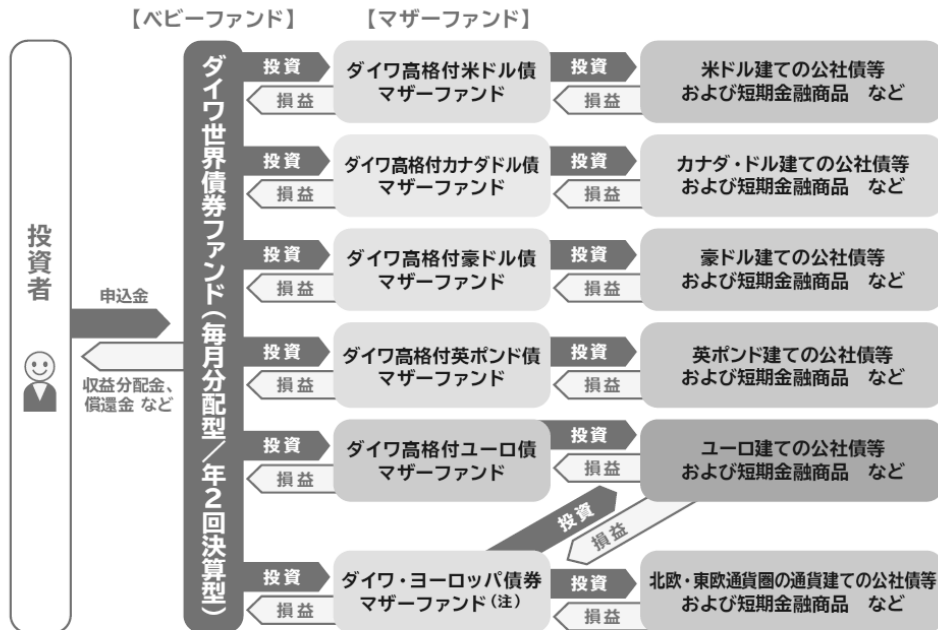 【ベビーファンド】
【マザーファンド】
投資者
申込金
収益分配金、
償還金 など
ダイワ世界債券ファンド(毎月分配型/年2回決算型)
投資
損益
ダイワ高格付米ドル債
マザーファンド
投資
損益
米ドル建ての公社債等
および短期金融商品 など
投資
損益
ダイワ高格付カナダドル債
マザーファンド
投資
損益
カナダ・ドル建ての公社債等
および短期金融商品 など
投資
損益
ダイワ高格付豪ドル債
マザーファンド
投資
損益
豪ドル建ての公社債等
および短期金融商品 など
投資
損益
ダイワ高格付英ポンド債
マザーファンド
投資
損益
英ポンド建ての公社債等
および短期金融商品 など
投資
損益
ダイワ高格付ユーロ債
マザーファンド
投資
損益
ユーロ建ての公社債等
および短期金融商品 など
投資
損益
投資
損益
ダイワ・ヨーロッパ債券
マザーファンド(注)
投資
損益
北欧・東欧通貨圏の通貨建ての公社債等
および短期金融商品 など